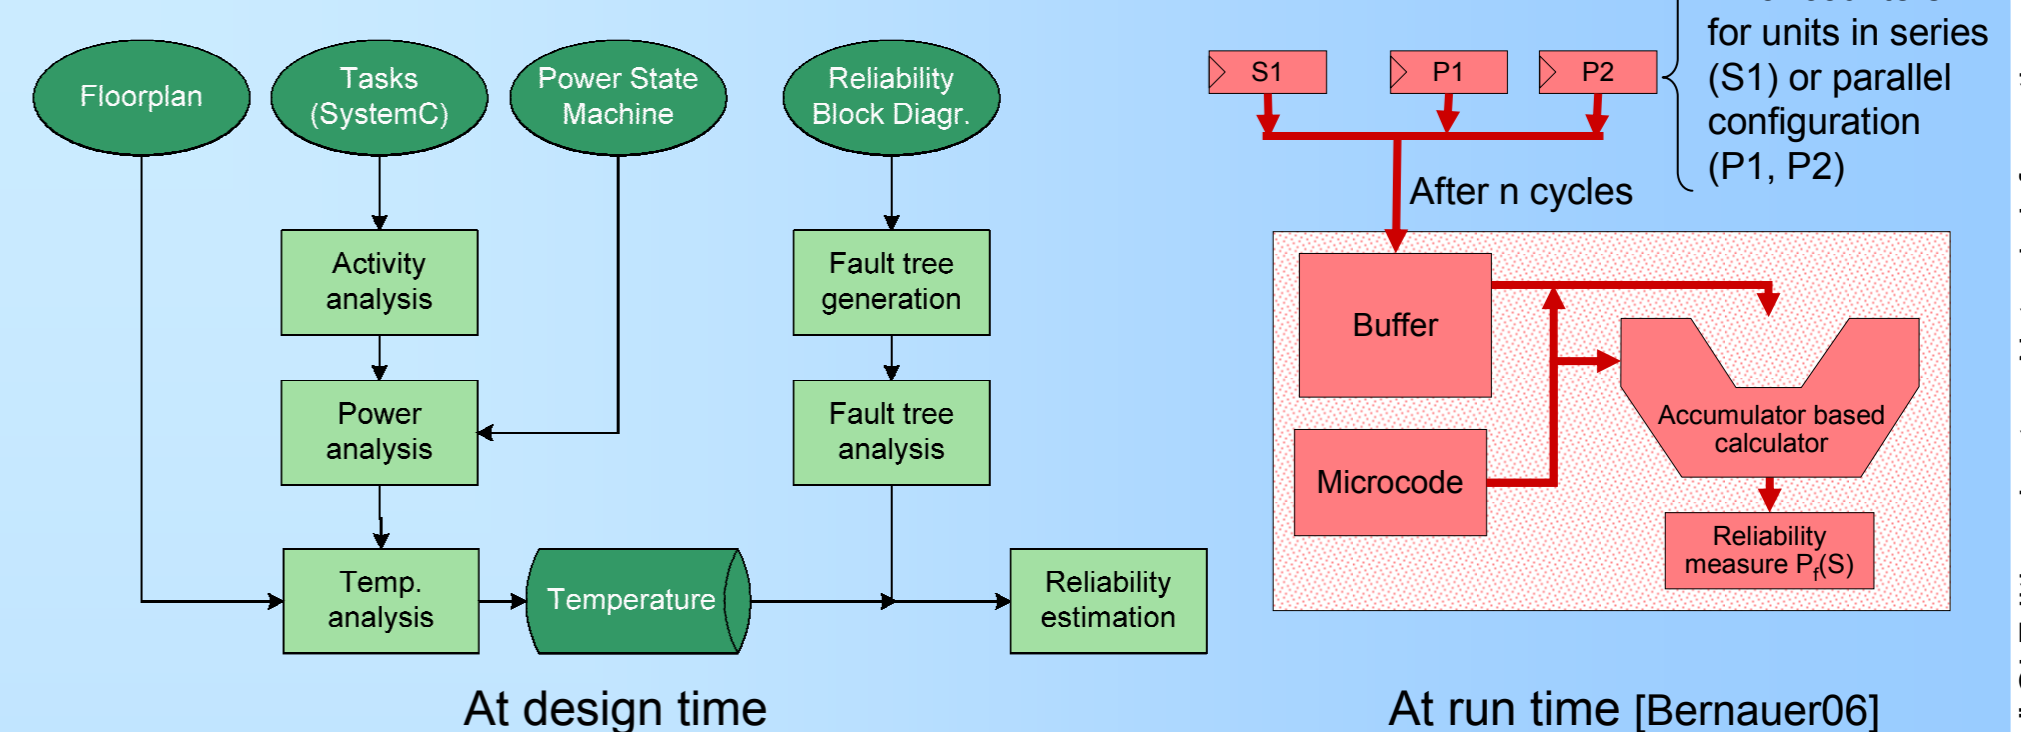 Floorplan
Tasks
(SystemC)
Power State
Machine
Reliability
Block Diagr.
Activity
analysis
Fault tree
generation
Power
analysis
Fault tree
analysis
Temp.
analysis
Temperature
Reliability
estimation
At design time
S1
P1
P2
for units in series
(S1) or parallel
configuration
(P1, P2)
After n cycles
Buffer
Microcode
Accumulator based
calculator
Reliability
measure Pf(S)
At run time [Bernauer06]